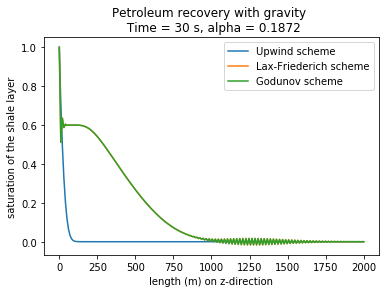 Petroleum recovery with gravity
Time = 30 s, alpha = 0.1872
Upwind scheme
Lax-Friederich scheme
Godunov scheme
saturation of the shale layer
1.0
0.8
0.6
0.4
0.2
0.0
0 250 500 750 1000 1250 1500 1750 2000
length (m) on z-direction